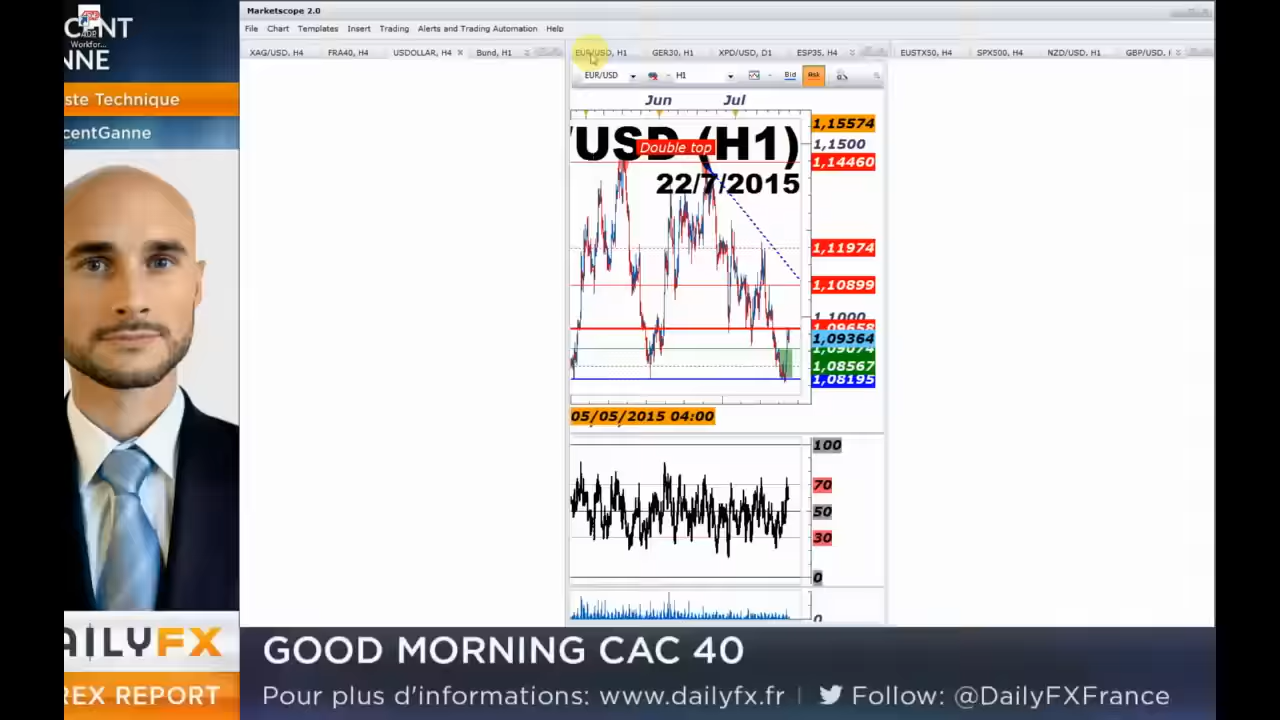 CENT
NNE
ste Technique
centGanne
AILYFX
REX REPORT
Marketscope 2.0
File Chart Templates Insert Trading Alerts and Trading Automation Help
XAG/USD, H4 FRA40, H4 USDOLLAR, H4 Bund, H1 EUR/USD, H1 GER30, H1 XPD/USD, D1 ESP35, H4 EUSTX50, H4 SPX500, H4 NZD/USD, H1 GBP/USD,
EUR/USD H1 Bid Ask
Jun Jul
/USD (H1)
Double top
22/7/2015
1,15574
1,1500
1,14460
1,11974
1,10899
1,1000
1,09658
1,09364
1,09074
1,08567
1,08195
05/05/2015 04:00
100
70
50
30
0
0
GOOD MORNING CAC 40
Pour plus d'informations: www.dailyfx.fr | Follow: @DailyFXFrance